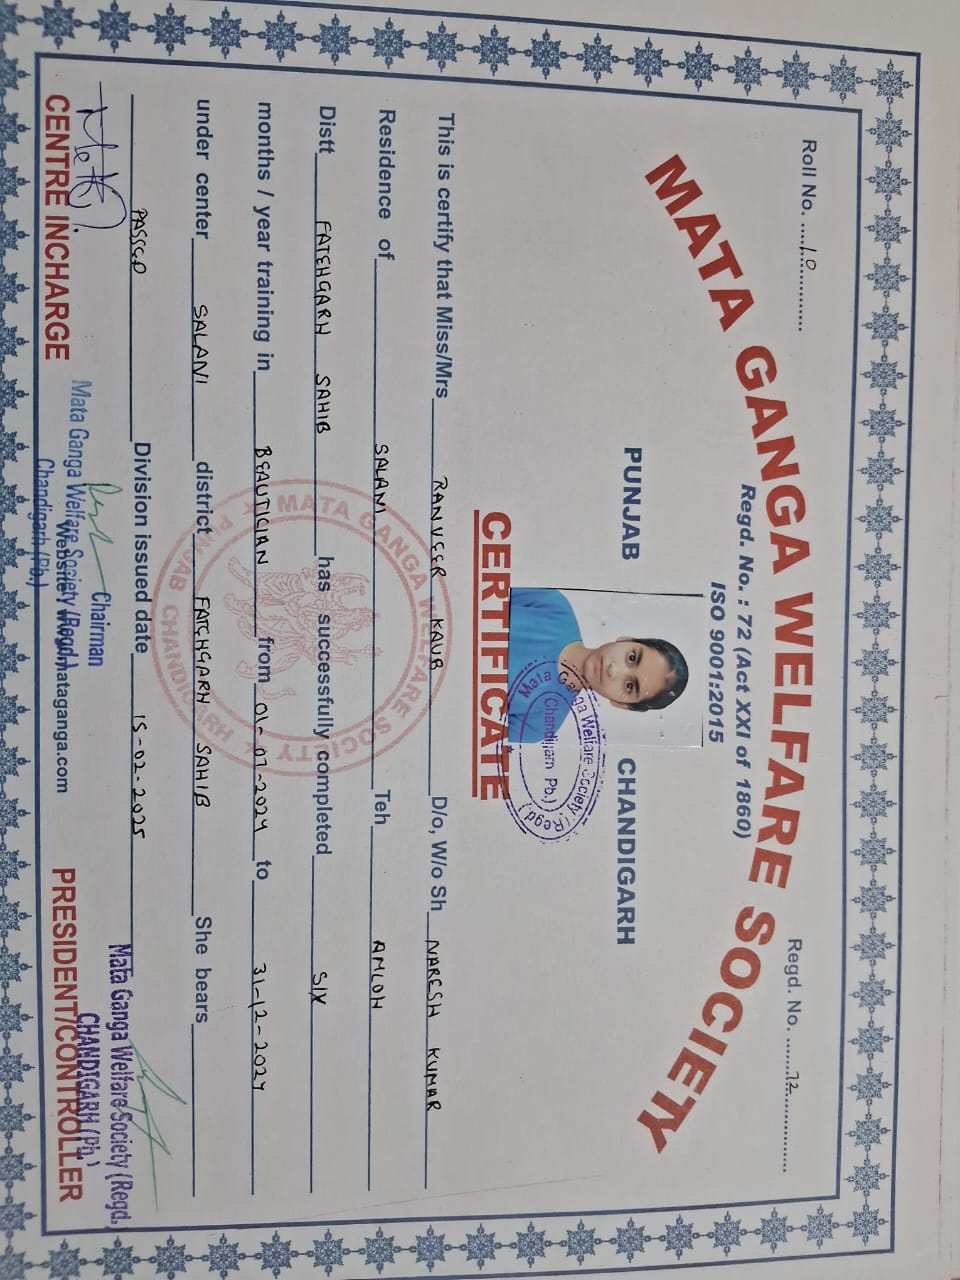 Roll No. ....10............
Regd. No. ......72................
MATA GANGA WELFARE SOCIETY
Regd. No. : 72 (Act XXI of 1860)
ISO 9001:2015
PUNJAB CHANDIGARH
Mata Ganga Welfare Society (Regd.)
(Chandigarh Pb.)
CERTIFICATE
This is certify that Miss/Mrs RANVEER KAUR D/o, W/o Sh NARESH KUMAR
Residence of SALANI Teh AMLOH
Distt FATEHGARH SAHIB has successfully completed SIX
months / year training in BEAUTICIAN from 01-07-2024 to 31-12-2024
under center SALANI district FATEHGARH SAHIB She bears
PASSED Division issued date 15-02-2025
MATA GANGA WELFARE SOCIETY
PUNJAB CHANDIGARH
Chairman
Mata Ganga Welfare Society (Regd.)
Chandigarh (Pb.)
Website: www.mataganga.com
Mata Ganga Welfare Society (Regd.
CHANDIGARH (Pb.)
CENTRE INCHARGE
PRESIDENT/CONTROLLER